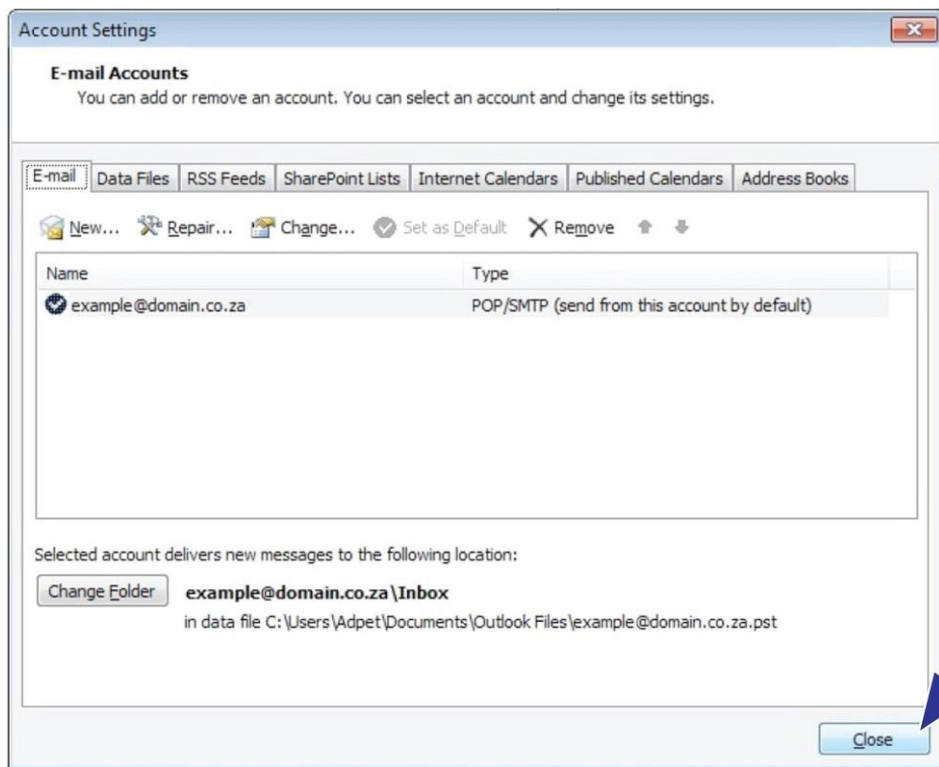 Account Settings
E-mail Accounts
You can add or remove an account. You can select an account and change its settings.
E-mail Data Files RSS Feeds SharePoint Lists Internet Calendars Published Calendars Address Books
New... Repair... Change... Set as Default Remove
Name Type
example@domain.co.za POP/SMTP (send from this account by default)
Selected account delivers new messages to the following location:
Change Folder example@domain.co.za\Inbox
in data file C:\Users\Adpet\Documents\Outlook Files\example@domain.co.za.pst
Close